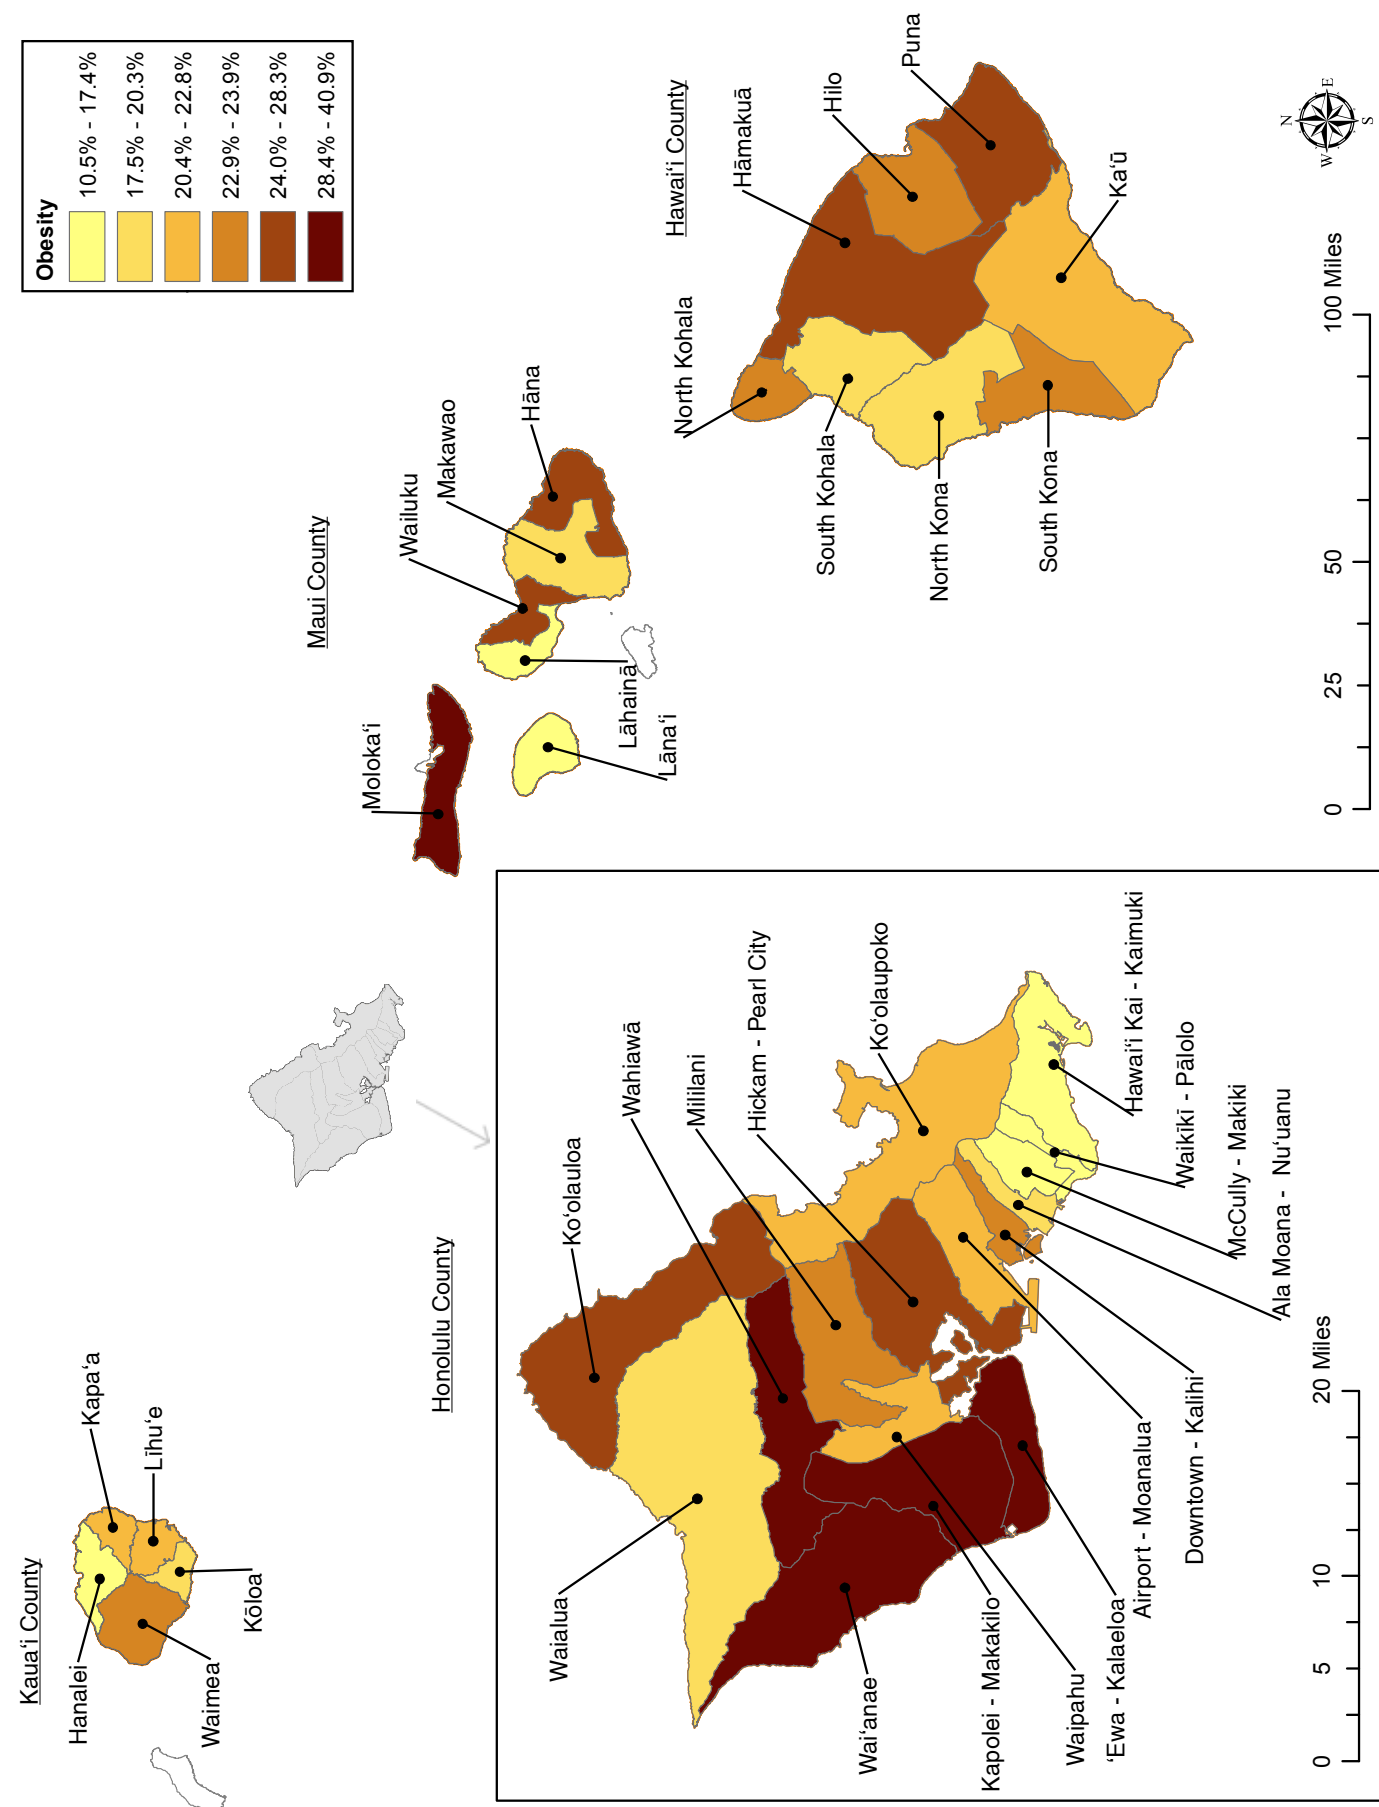 Obesity
10.5% - 17.4%
17.5% - 20.3%
20.4% - 22.8%
22.9% - 23.9%
24.0% - 28.3%
28.4% - 40.9%
Kauaʻi County
Hanalei
Kapaʻa
Līhuʻe
Kōloa
Waimea
Honolulu County
Koʻolauloa
Wahiawā
Mililani
Hickam - Pearl City
Koʻolaupoko
Hawaiʻi Kai - Kaimuki
Waikīkī - Pālolo
McCully - Makiki
Ala Moana - Nuʻuanu
Downtown - Kalihi
Airport - Moanalua
ʻEwa - Kalaeloa
Waipahu
Kapolei - Makakilo
Waiʻanae
Waialua
0 5 10 20 Miles
Maui County
Molokaʻi
Lānaʻi
Lāhainā
Wailuku
Makawao
Hāna
Hawaiʻi County
North Kohala
Hāmakuā
Hilo
Puna
Kaʻū
South Kohala
North Kona
South Kona
0 25 50 100 Miles
N
W E
S